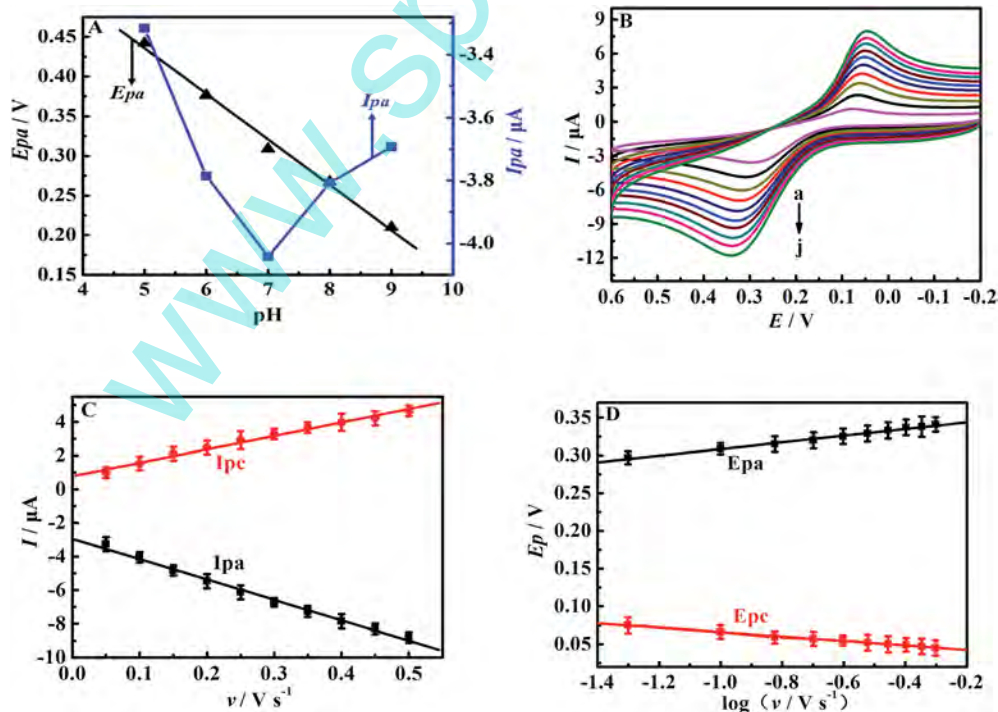 A
0.45
0.40
0.35
0.30
0.25
0.20
0.15
Epa / V
4 5 6 7 8 9 10
pH
-3.4
-3.6
-3.8
-4.0
Ipa / μA
Epa
Ipa
B
9
6
3
0
-3
-6
-9
-12
I / μA
0.6 0.5 0.4 0.3 0.2 0.1 0.0 -0.1 -0.2
E / V
a
j
C
4
2
0
-2
-4
-6
-8
-10
I / μA
0.0 0.1 0.2 0.3 0.4 0.5
v / V s⁻¹
Ipc
Ipa
D
0.35
0.30
0.25
0.20
0.15
0.10
0.05
Ep / V
-1.4 -1.2 -1.0 -0.8 -0.6 -0.4 -0.2
log (v / V s⁻¹)
Epa
Epc
www.sp